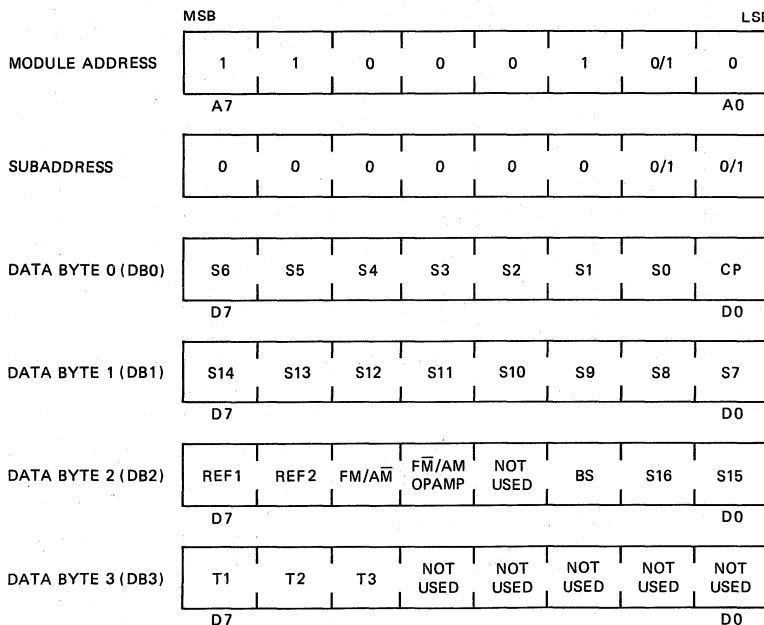 MSB LSB
MODULE ADDRESS 1 1 0 0 0 1 0/1 0
A7 A0
SUBADDRESS 0 0 0 0 0 0 0/1 0/1
DATA BYTE 0 (DB0) S6 S5 S4 S3 S2 S1 S0 CP
D7 D0
DATA BYTE 1 (DB1) S14 S13 S12 S11 S10 S9 S8 S7
D7 D0
DATA BYTE 2 (DB2) REF1 REF2 FM/AM̅ FM̅/AM OPAMP NOT USED BS S16 S15
D7 D0
DATA BYTE 3 (DB3) T1 T2 T3 NOT USED NOT USED NOT USED NOT USED NOT USED
D7 D0